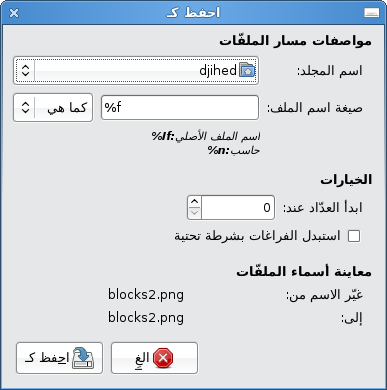 احفظ كـ
مواصفات مسار الملفّات
اسم المجلد: djihed
صيغة اسم الملف: %f كما هي
%f:اسم الملف الأصلي
%n:حاسب
الخيارات
ابدأ العدّاد عند: 0
استبدل الفراغات بشرطة تحتية
معاينة أسماء الملفّات
غيّر الاسم من: blocks2.png
إلى: blocks2.png
الغِ احفظ كـ